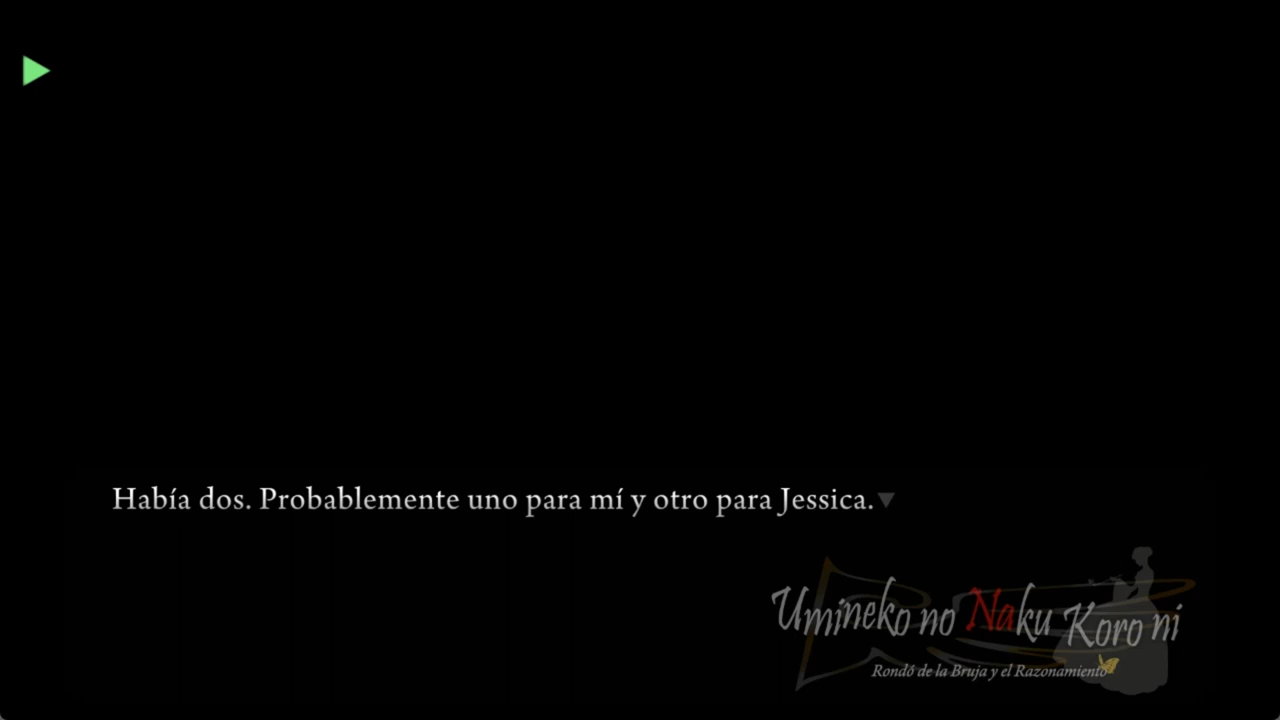 Había dos. Probablemente uno para mí y otro para Jessica.
Umineko no Naku Koro ni
Rondó de la Bruja y el Razonamiento